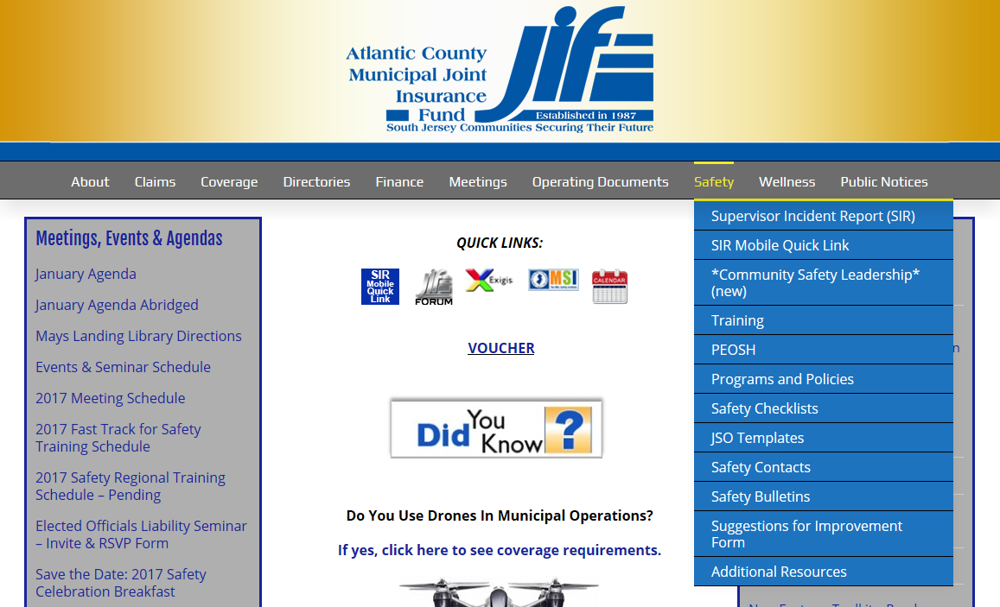 Atlantic County
Municipal Joint
Insurance
Fund
JIF
Established in 1987
South Jersey Communities Securing Their Future
About Claims Coverage Directories Finance Meetings Operating Documents Safety Wellness Public Notices
Meetings, Events & Agendas
January Agenda
January Agenda Abridged
Mays Landing Library Directions
Events & Seminar Schedule
2017 Meeting Schedule
2017 Fast Track for Safety
Training Schedule
2017 Safety Regional Training
Schedule – Pending
Elected Officials Liability Seminar
– Invite & RSVP Form
Save the Date: 2017 Safety
Celebration Breakfast
QUICK LINKS:
SIR
Mobile
Quick
Link
JIF
FORUM
Exigis
MSI
CALENDAR
VOUCHER
Did You
Know ?
Do You Use Drones In Municipal Operations?
If yes, click here to see coverage requirements.
Supervisor Incident Report (SIR)
SIR Mobile Quick Link
*Community Safety Leadership*
(new)
Training
PEOSH
Programs and Policies
Safety Checklists
JSO Templates
Safety Contacts
Safety Bulletins
Suggestions for Improvement
Form
Additional Resources